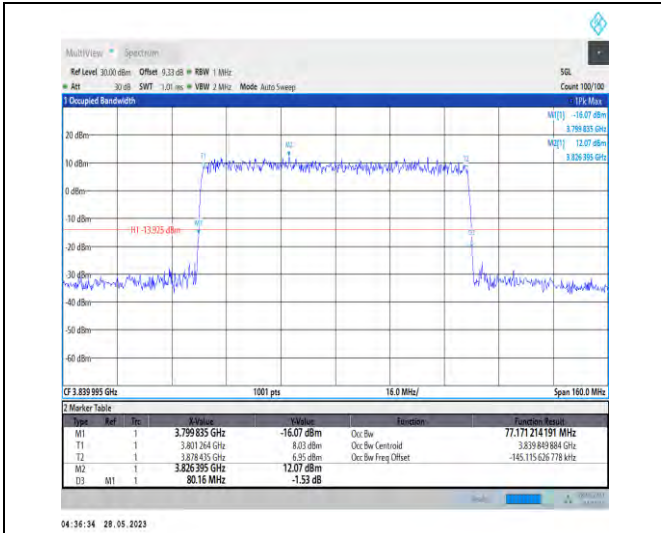 MultiView Spectrum
Ref Level 30.00 dBm Offset 9.33 dB RBW 1 MHz SGL
Att 30 dB SWT 1.01 ms VBW 2 MHz Mode Auto Sweep Count 100/100
1 Occupied Bandwidth 1Pk Max
M1[1] -16.07 dBm
3.799 835 GHz
M2[1] 12.07 dBm
3.826 395 GHz
20 dBm
M2
T1 T2
10 dBm
0 dBm
-10 dBm
M1
H1 -13.925 dBm
D3
-20 dBm
-30 dBm
-40 dBm
-50 dBm
-60 dBm
CF 3.839 995 GHz 1001 pts 16.0 MHz/ Span 160.0 MHz
2 Marker Table
Type Ref Trc X-Value Y-Value Function Function Result
M1 1 3.799 835 GHz -16.07 dBm Occ Bw 77.171 214 191 MHz
T1 1 3.801 264 GHz 8.03 dBm Occ Bw Centroid 3.839 849 884 GHz
T2 1 3.878 435 GHz 6.95 dBm Occ Bw Freq Offset -145.115 626 778 kHz
M2 1 3.826 395 GHz 12.07 dBm
D3 M1 1 80.16 MHz -1.53 dB
04:36:34 28.05.2023